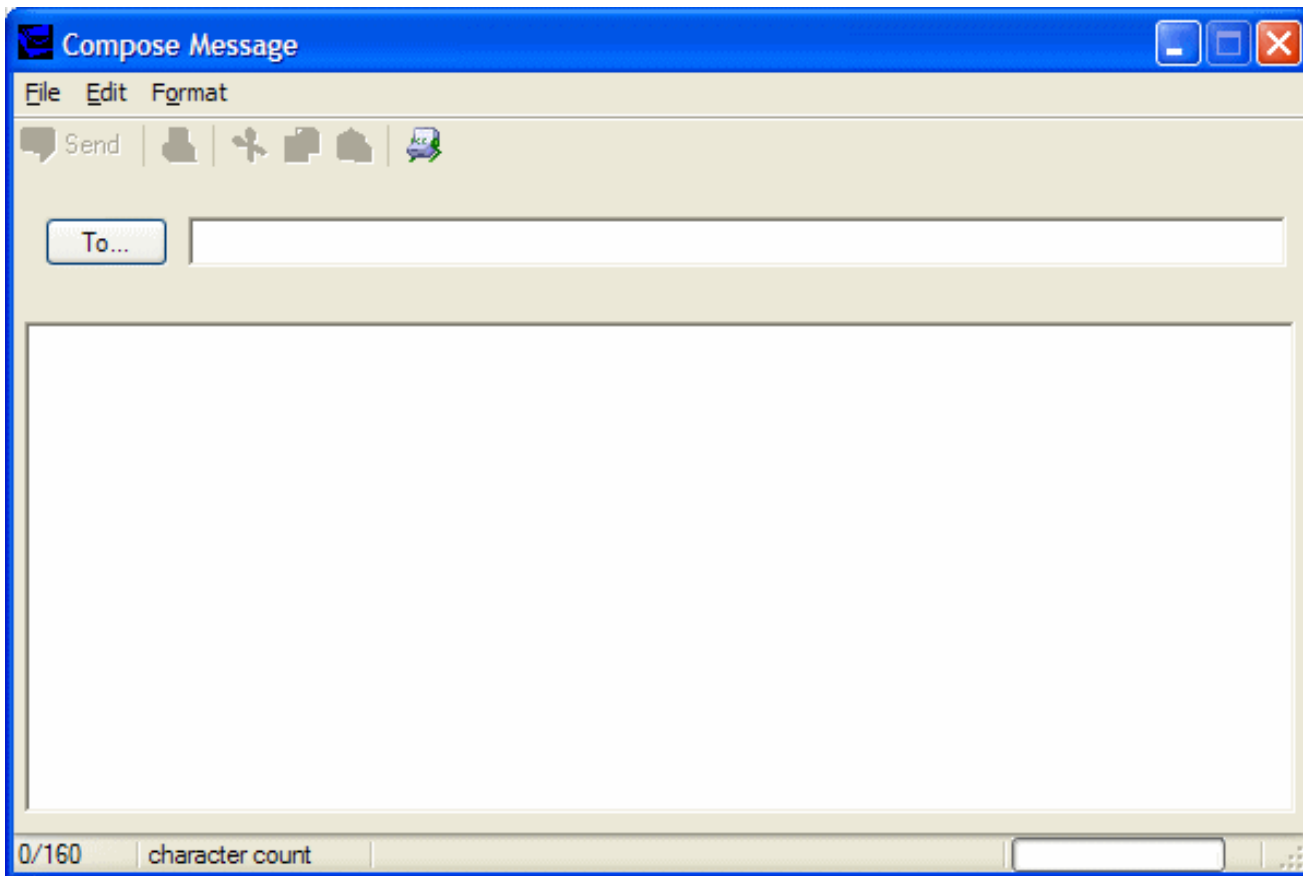 Compose Message
File Edit Format
Send
To...
0/160 character count